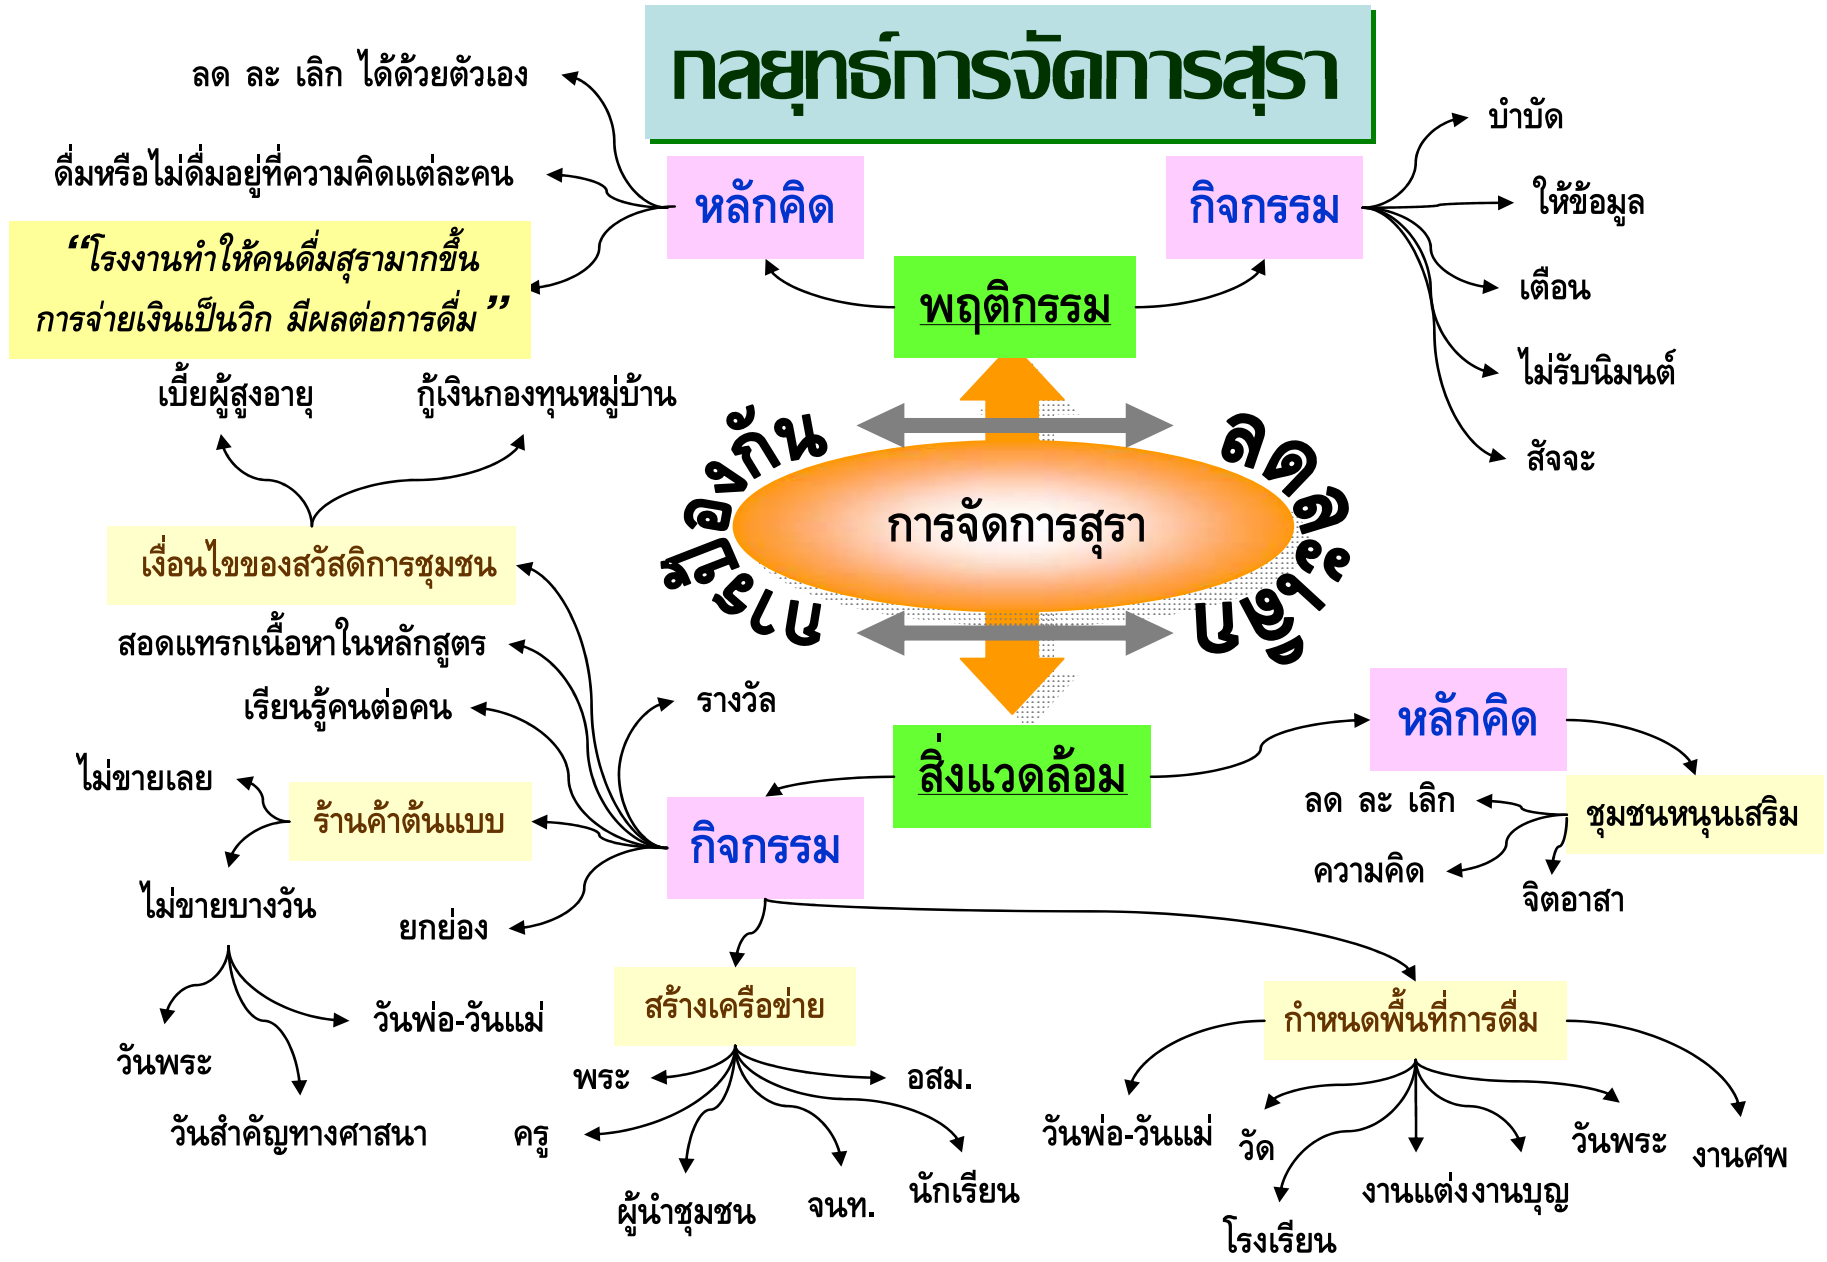 กลยุทธ์การจัดการสุรา
ลด ละ เลิก ได้ด้วยตัวเอง
บำบัด
ดื่มหรือไม่ดื่มอยู่ที่ความคิดแต่ละคน
หลักคิด
กิจกรรม
ให้ข้อมูล
“โรงงานทำให้คนดื่มสุรามากขึ้น
การจ่ายเงินเป็นวิก มีผลต่อการดื่ม”
พฤติกรรม
เตือน
ไม่รับนิมนต์
เบี้ยผู้สูงอายุ
กู้เงินกองทุนหมู่บ้าน
สัจจะ
การป้องกัน
ลดละเลิก
การจัดการสุรา
เงื่อนไขของสวัสดิการชุมชน
สอดแทรกเนื้อหาในหลักสูตร
เรียนรู้คนต่อคน
รางวัล
หลักคิด
ไม่ขายเลย
สิ่งแวดล้อม
ร้านค้าต้นแบบ
กิจกรรม
ลด ละ เลิก
ชุมชนหนุนเสริม
ความคิด
จิตอาสา
ไม่ขายบางวัน
ยกย่อง
สร้างเครือข่าย
กำหนดพื้นที่การดื่ม
วันพ่อ-วันแม่
วันพระ
วันสำคัญทางศาสนา
พระ
อสม.
ครู
ผู้นำชุมชน
จนท.
นักเรียน
วันพ่อ-วันแม่
วัด
วันพระ
งานศพ
งานแต่ง
งานบุญ
โรงเรียน